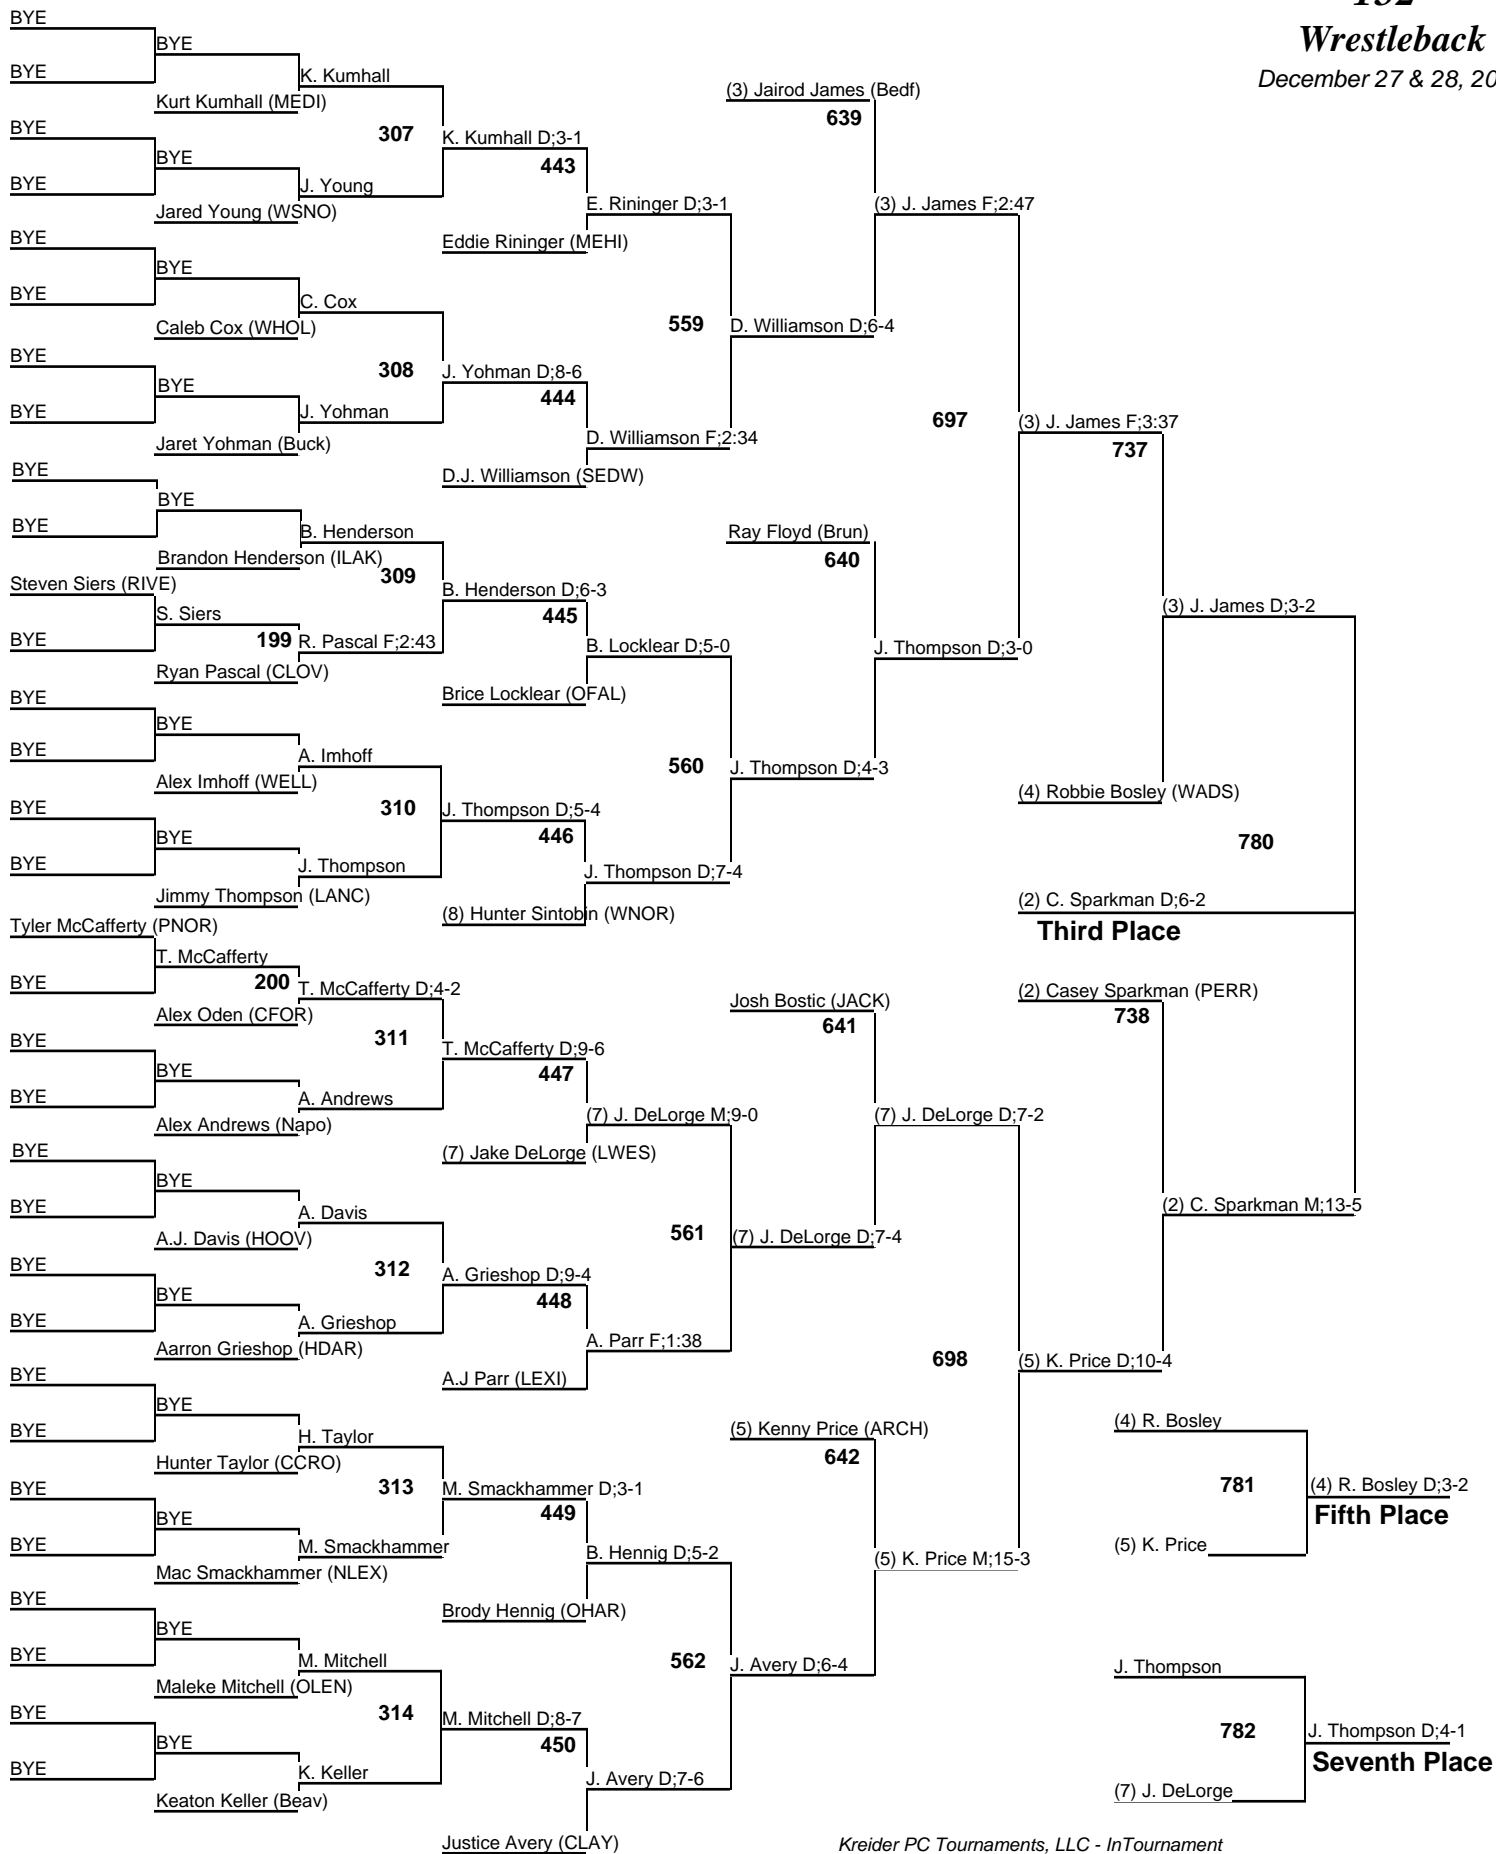 Wrestleback
December 27 & 28, 20
BYE
BYE
BYE
K. Kumhall
Kurt Kumhall (MEDI)
307
BYE
BYE
BYE
J. Young
Jared Young (WSNO)
K. Kumhall D;3-1
443
E. Rininger D;3-1
Eddie Rininger (MEHI)
BYE
BYE
BYE
C. Cox
Caleb Cox (WHOL)
308
BYE
BYE
BYE
J. Yohman
Jaret Yohman (Buck)
J. Yohman D;8-6
444
D. Williamson F;2:34
D.J. Williamson (SEDW)
559
D. Williamson D;6-4
(3) Jairod James (Bedf)
639
(3) J. James F;2:47
BYE
BYE
BYE
B. Henderson
Brandon Henderson (ILAK)
309
Steven Siers (RIVE)
BYE
S. Siers
199
R. Pascal F;2:43
Ryan Pascal (CLOV)
B. Henderson D;6-3
445
B. Locklear D;5-0
Brice Locklear (OFAL)
BYE
BYE
BYE
A. Imhoff
Alex Imhoff (WELL)
310
BYE
BYE
BYE
J. Thompson
Jimmy Thompson (LANC)
J. Thompson D;5-4
446
J. Thompson D;7-4
(8) Hunter Sintobin (WNOR)
560
J. Thompson D;4-3
Ray Floyd (Brun)
640
J. Thompson D;3-0
697
(3) J. James F;3:37
737
(3) J. James D;3-2
(4) Robbie Bosley (WADS)
780
(2) C. Sparkman D;6-2
Third Place
Tyler McCafferty (PNOR)
BYE
T. McCafferty
200
T. McCafferty D;4-2
Alex Oden (CFOR)
311
BYE
BYE
BYE
A. Andrews
Alex Andrews (Napo)
T. McCafferty D;9-6
447
(7) J. DeLorge M;9-0
(7) Jake DeLorge (LWES)
BYE
BYE
BYE
A. Davis
A.J. Davis (HOOV)
312
BYE
BYE
BYE
A. Grieshop
Aarron Grieshop (HDAR)
A. Grieshop D;9-4
448
A. Parr F;1:38
A.J Parr (LEXI)
561
(7) J. DeLorge D;7-4
Josh Bostic (JACK)
641
(7) J. DeLorge D;7-2
BYE
BYE
BYE
H. Taylor
Hunter Taylor (CCRO)
313
BYE
BYE
BYE
M. Smackhammer
Mac Smackhammer (NLEX)
M. Smackhammer D;3-1
449
B. Hennig D;5-2
Brody Hennig (OHAR)
BYE
BYE
BYE
M. Mitchell
Maleke Mitchell (OLEN)
314
BYE
BYE
BYE
K. Keller
Keaton Keller (Beav)
M. Mitchell D;8-7
450
J. Avery D;7-6
Justice Avery (CLAY)
562
J. Avery D;6-4
(5) Kenny Price (ARCH)
642
(5) K. Price M;15-3
698
(5) K. Price D;10-4
(2) Casey Sparkman (PERR)
738
(2) C. Sparkman M;13-5
(4) R. Bosley
781
(5) K. Price
(4) R. Bosley D;3-2
Fifth Place
J. Thompson
782
(7) J. DeLorge
J. Thompson D;4-1
Seventh Place
Kreider PC Tournaments, LLC - InTournament